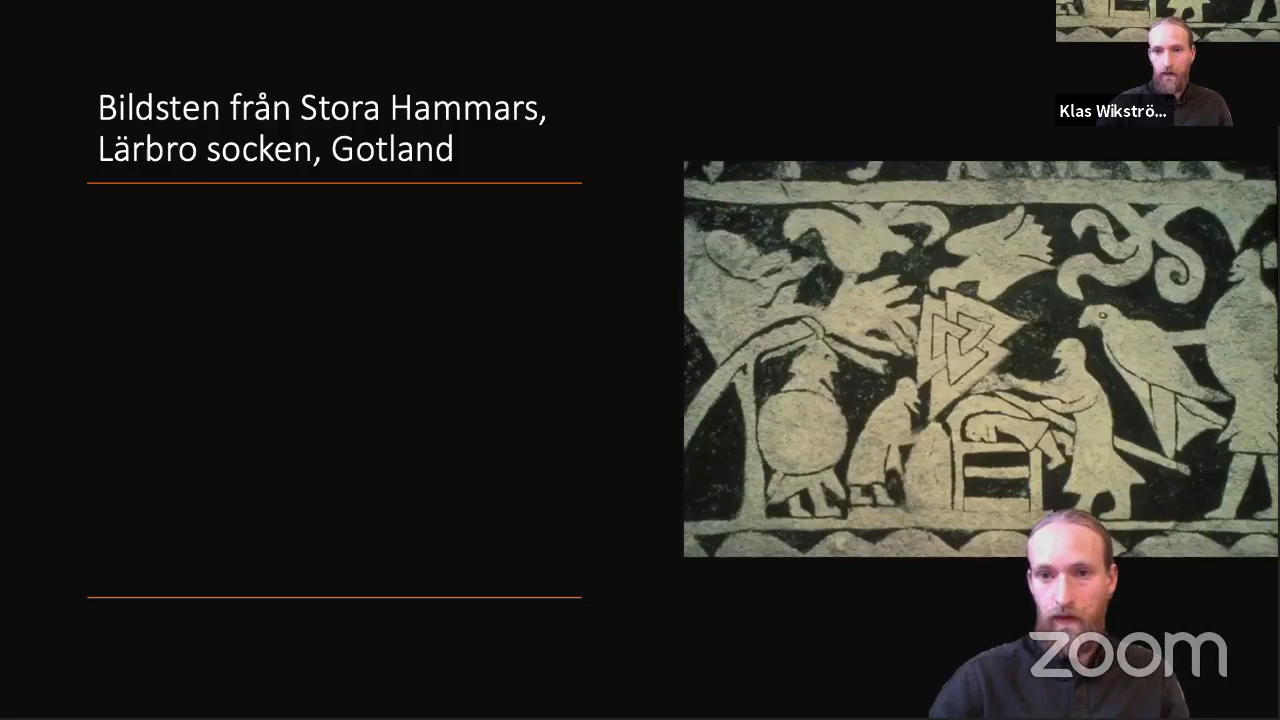 Bildsten från Stora Hammars,
Lärbro socken, Gotland
Klas Wikströ...
zoom